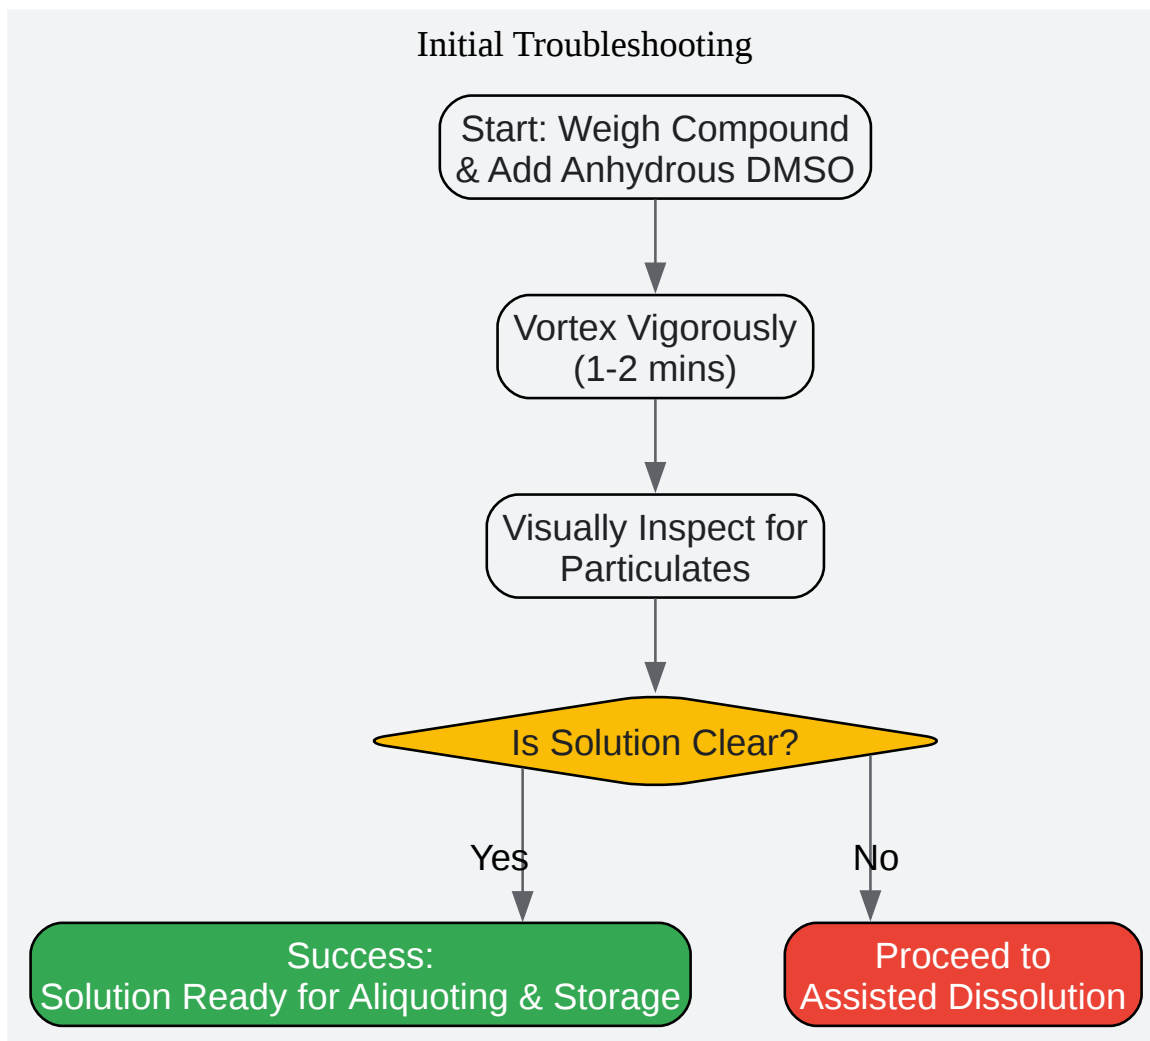 Initial Troubleshooting
Start: Weigh Compound
& Add Anhydrous DMSO
Vortex Vigorously
(1-2 mins)
Visually Inspect for
Particulates
Is Solution Clear?
Yes
No
Success:
Solution Ready for Aliquoting & Storage
Proceed to
Assisted Dissolution